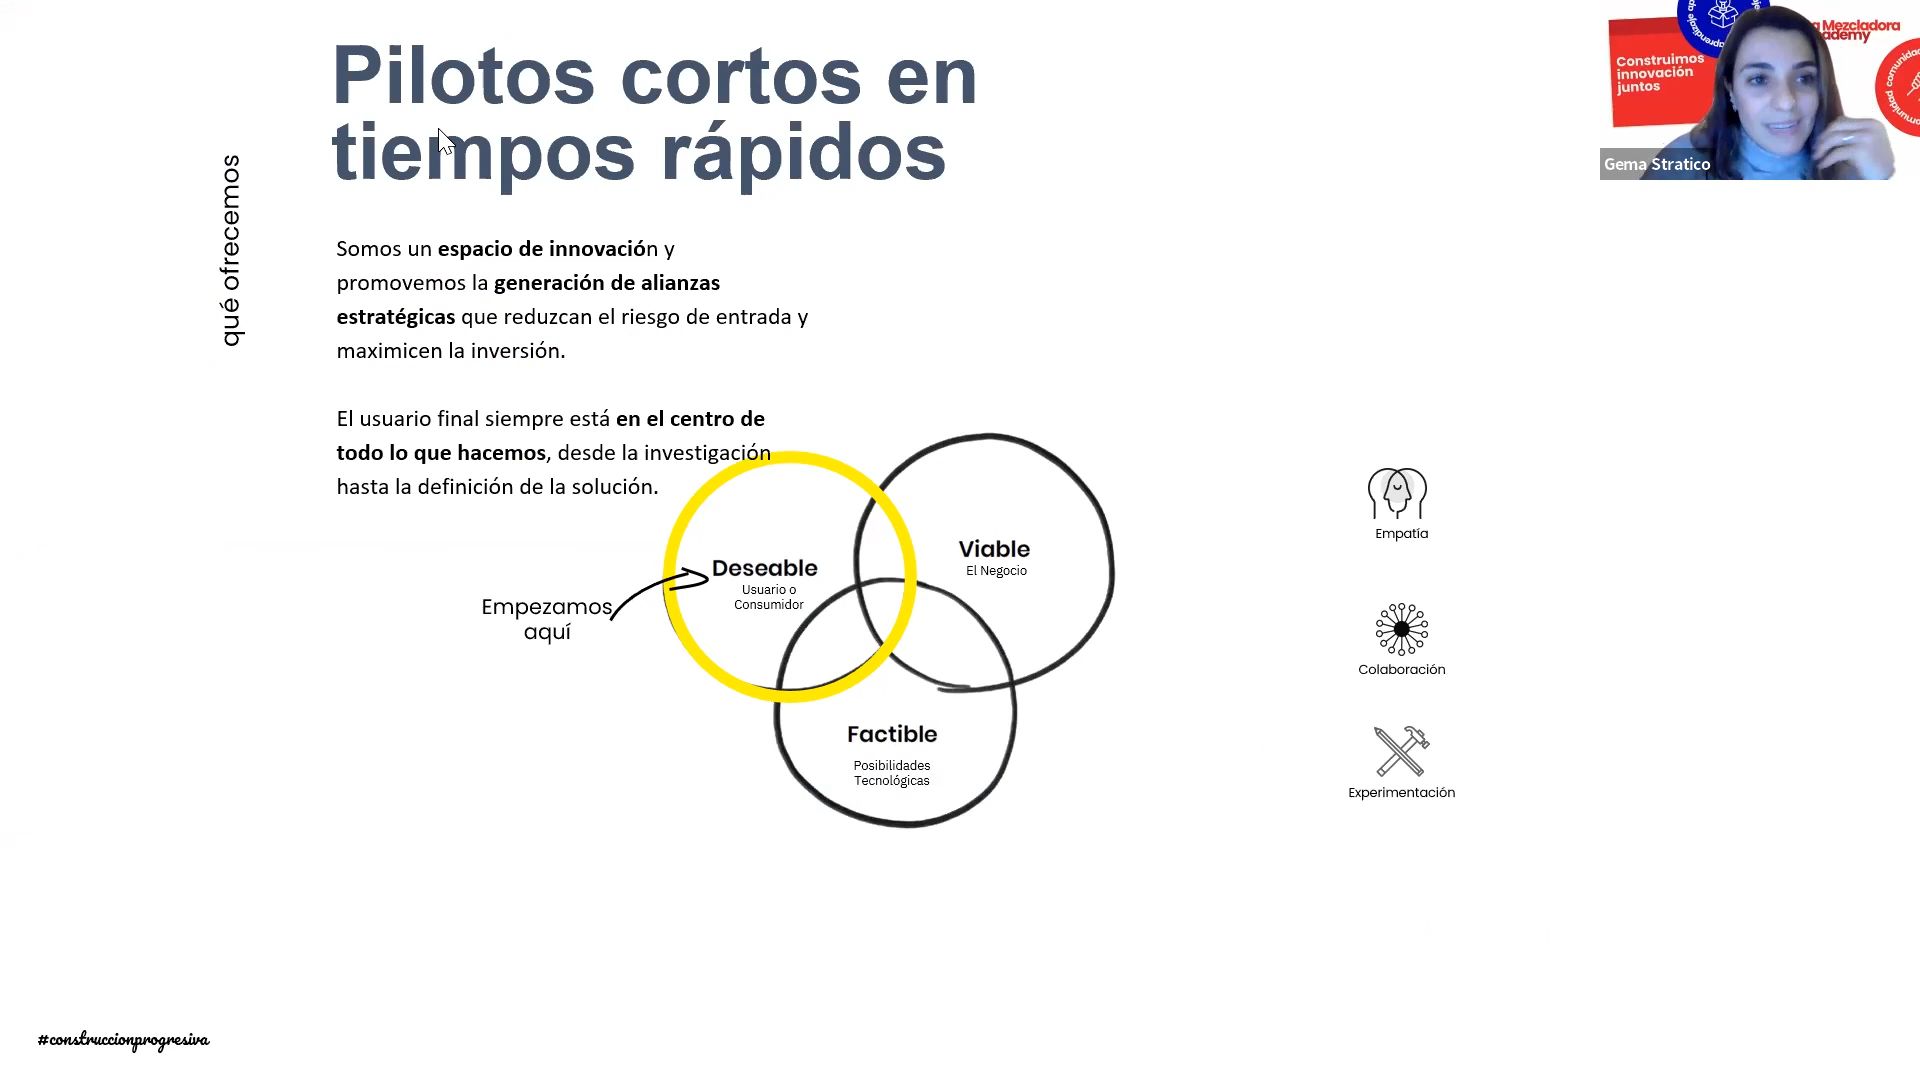 Pilotos cortos en
tiempos rápidos
qué ofrecemos
Somos un espacio de innovación y
promovemos la generación de alianzas
estratégicas que reduzcan el riesgo de entrada y
maximicen la inversión.
El usuario final siempre está en el centro de
todo lo que hacemos, desde la investigación
hasta la definición de la solución.
Empezamos
aquí
Deseable
Usuario o
Consumidor
Viable
El Negocio
Factible
Posibilidades
Tecnológicas
Empatía
Colaboración
Experimentación
#construccionprogresiva
Construimos
innovación
juntos
Mezcladora
Gema Stratico
comunidad